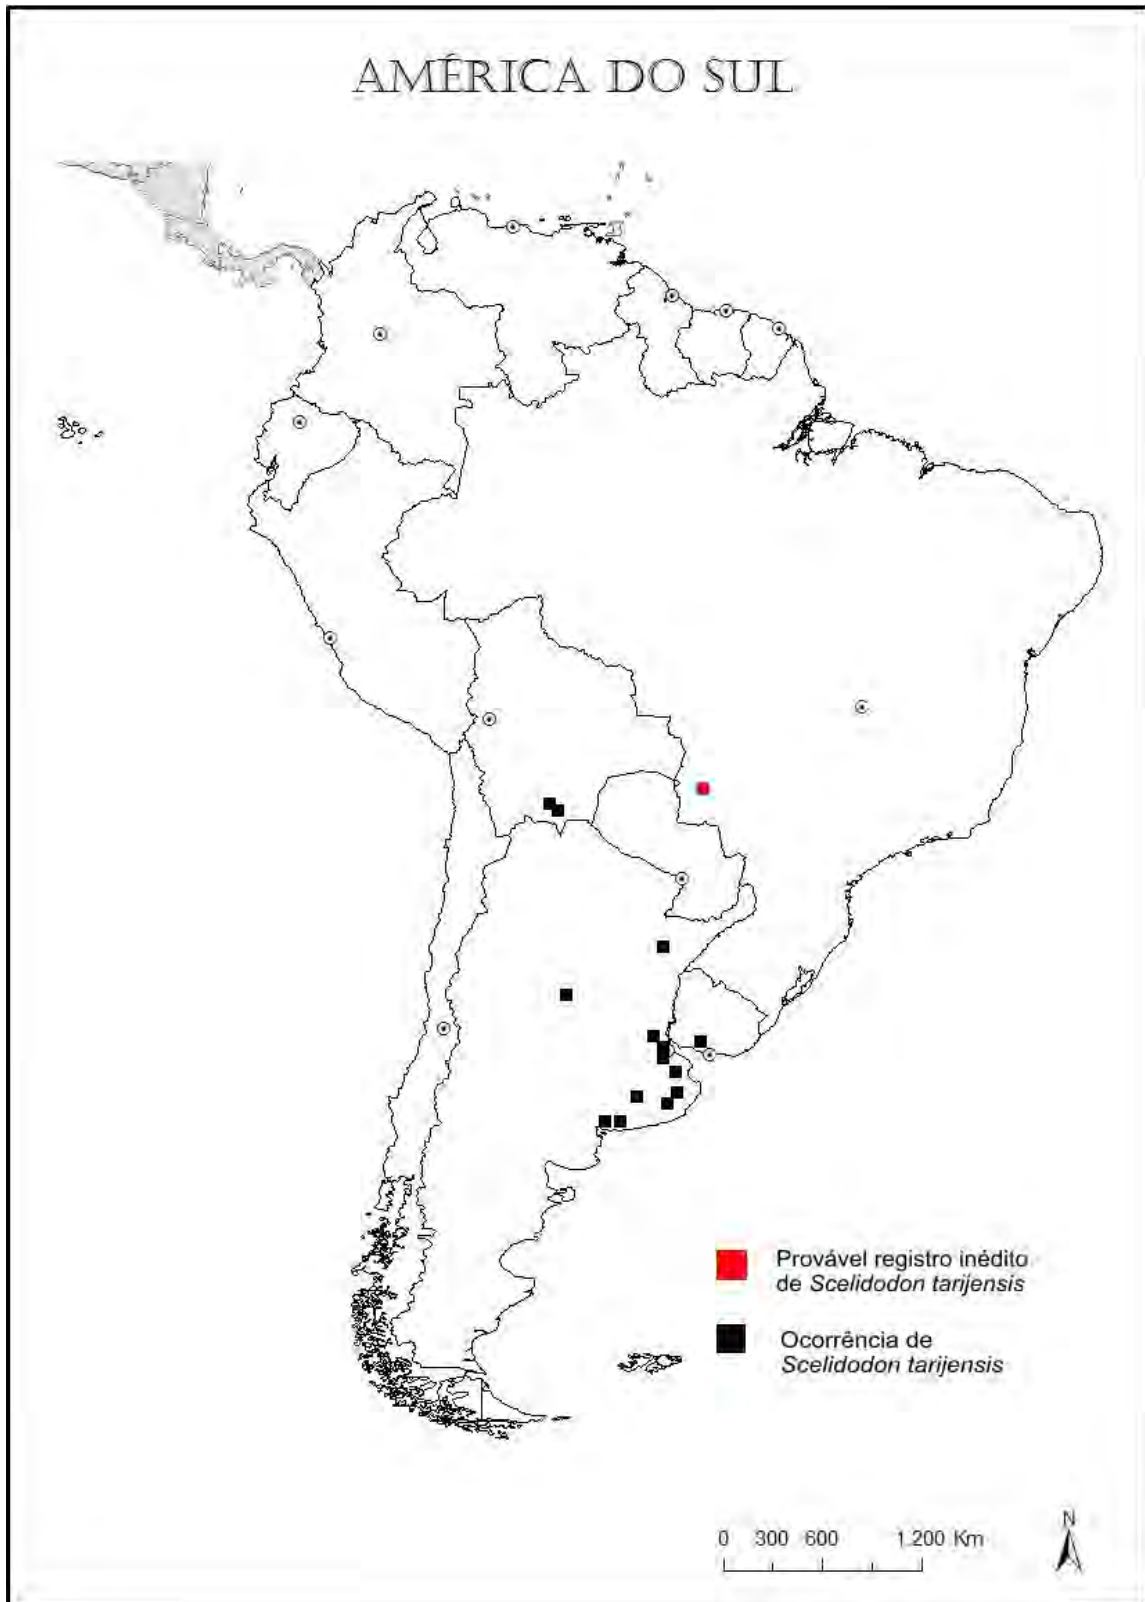 AMÉRICA DO SUL
Provável registro inédito
de Scelidodon tarijensis
Ocorrência de
Scelidodon tarijensis
N
0 300 600 1.200 Km